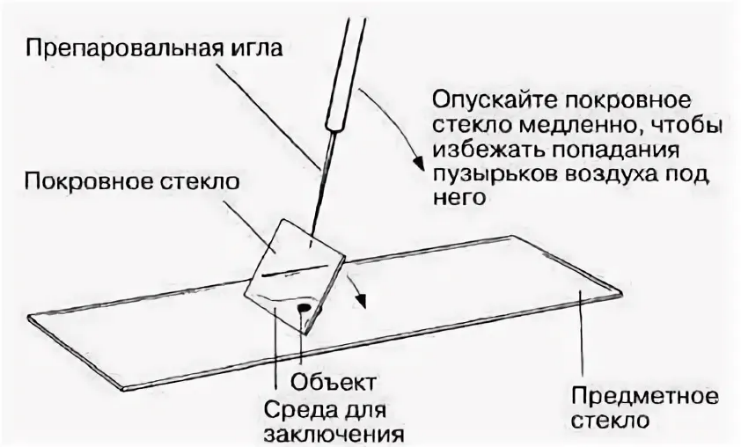 Препаровальная игла
Опускайте покровное
стекло медленно, чтобы
избежать попадания
пузырьков воздуха под
него
Покровное стекло
Объект
Среда для
заключения
Предметное
стекло